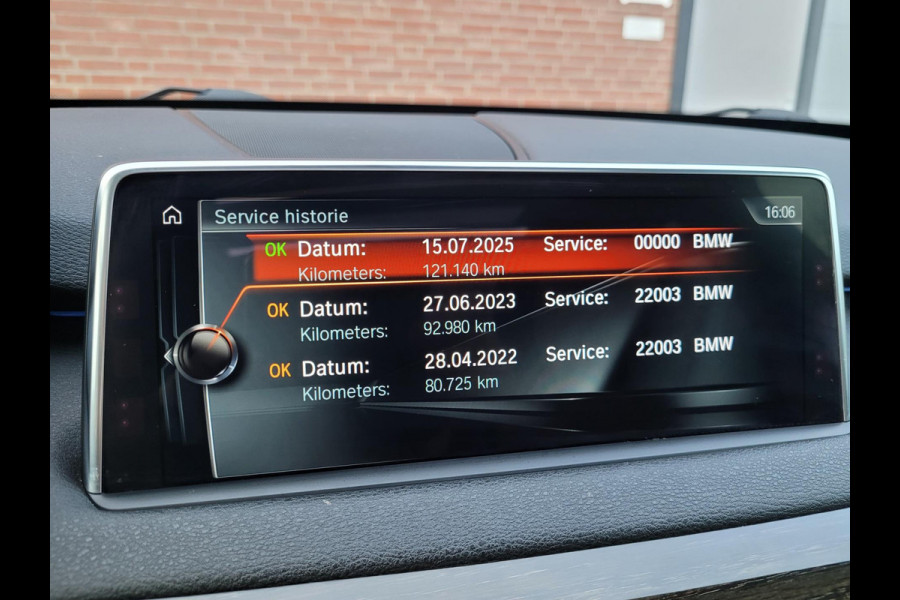 Service historie 16:06
OK Datum: 15.07.2025 Service: 00000 BMW
Kilometers: 121.140 km
OK Datum: 27.06.2023 Service: 22003 BMW
Kilometers: 92.980 km
OK Datum: 28.04.2022 Service: 22003 BMW
Kilometers: 80.725 km